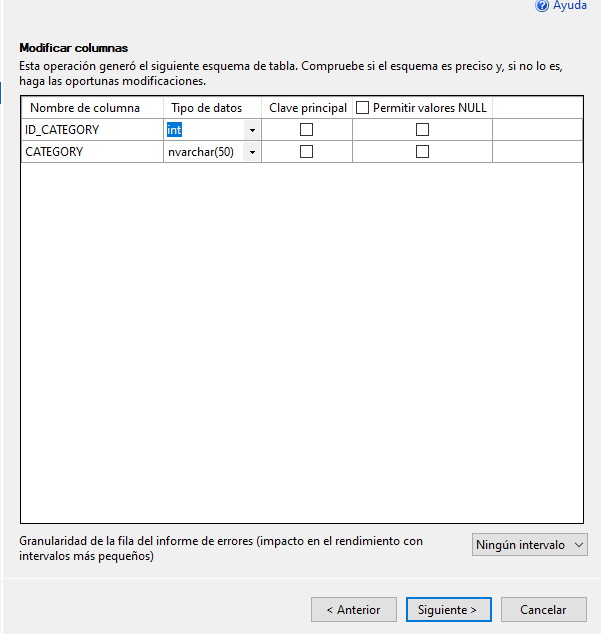 Ayuda
Modificar columnas
Esta operación generó el siguiente esquema de tabla. Compruebe si el esquema es preciso y, si no lo es,
haga las oportunas modificaciones.
Nombre de columna Tipo de datos Clave principal Permitir valores NULL
ID_CATEGORY int
CATEGORY nvarchar(50)
Granularidad de la fila del informe de errores (impacto en el rendimiento con
intervalos más pequeños)
Ningún intervalo
< Anterior Siguiente > Cancelar